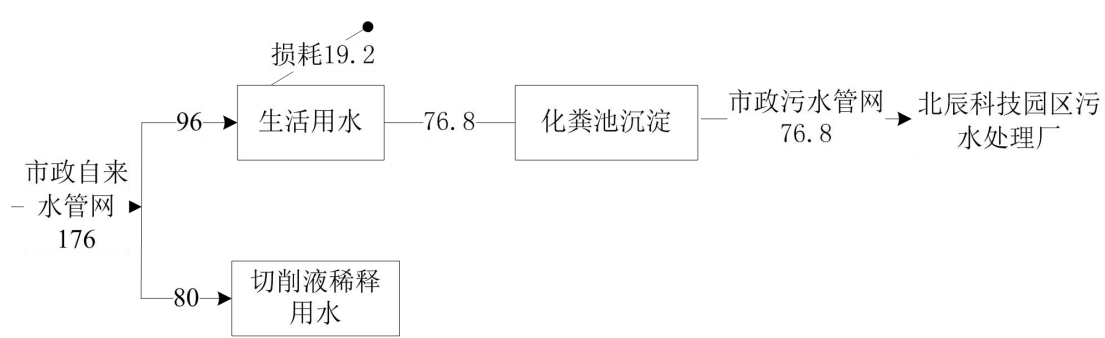 损耗19.2
96
生活用水
76.8
化粪池沉淀
市政污水管网
76.8
北辰科技园区污
水处理厂
市政自来
水管网
176
80
切削液稀释
用水